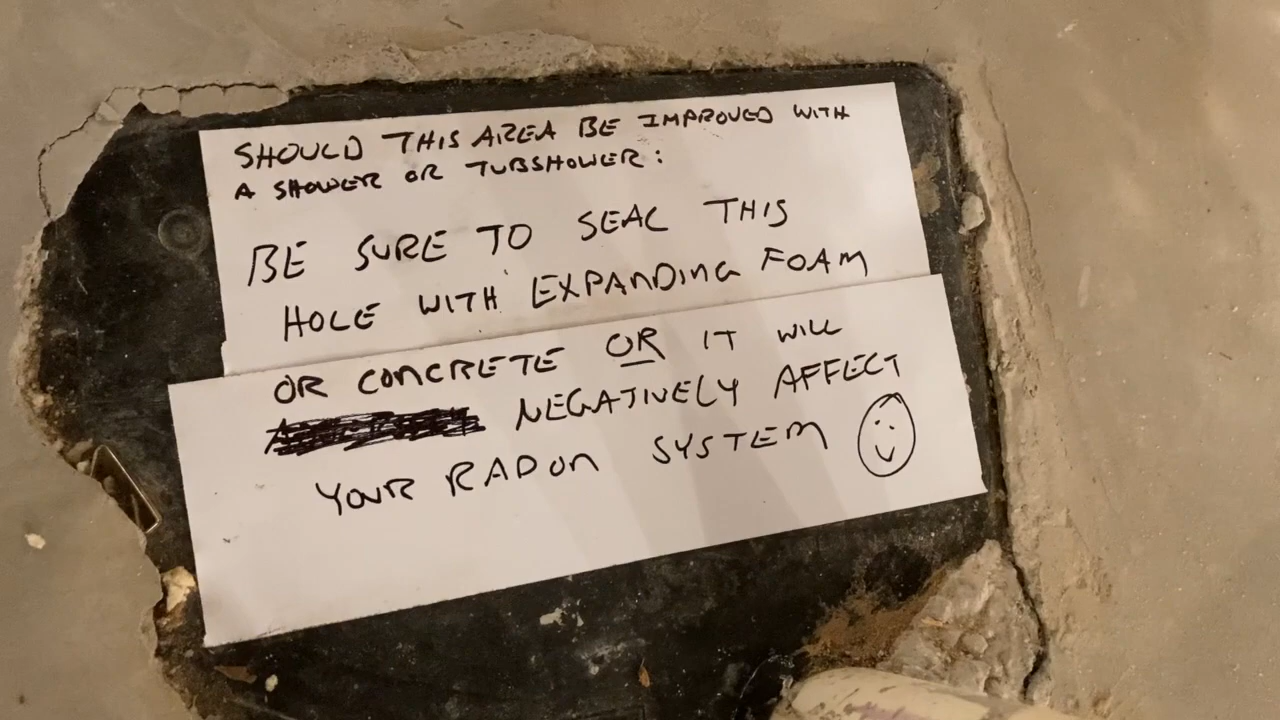 SHOULD THIS AREA BE IMPROVED WITH
A SHOWER OR TUBSHOWER:
BE SURE TO SEAL THIS
HOLE WITH EXPANDING FOAM
OR CONCRETE OR IT WILL
NEGATIVELY AFFECT
YOUR RADON SYSTEM